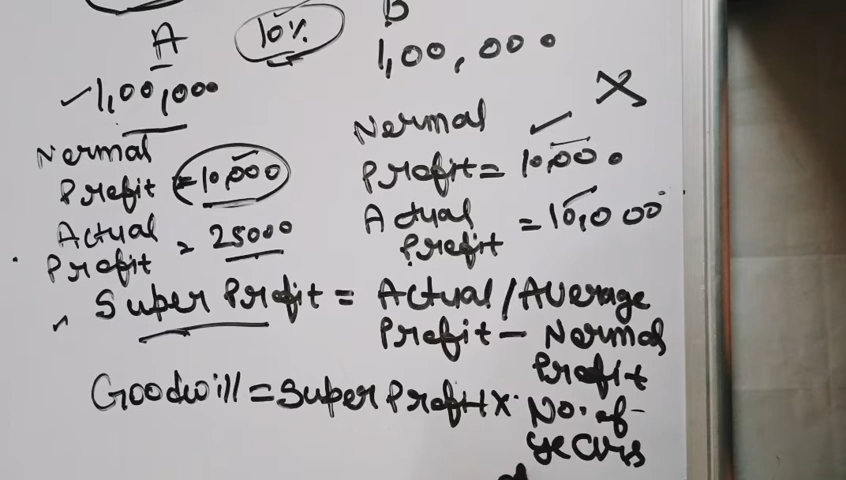 A 10% B
1,00,000
1,00,000
X
Normal
Profit = 10,000
Actual
Profit = 25000
Normal
Profit = 10,000
Actual
Profit = 10,000
Super Profit = Actual/Average
Profit - Normal
Profit
Goodwill = Super Profit X No. of
years